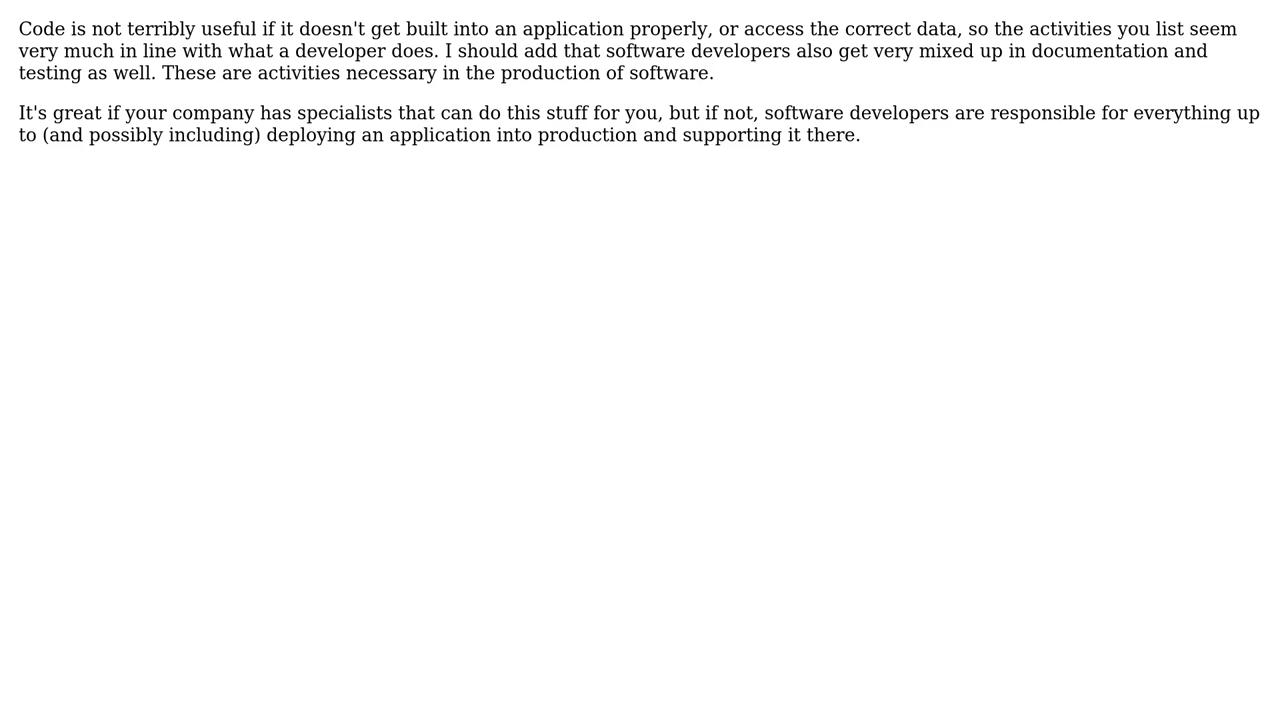 Code is not terribly useful if it doesn't get built into an application properly, or access the correct data, so the activities you list seem
very much in line with what a developer does. I should add that software developers also get very mixed up in documentation and
testing as well. These are activities necessary in the production of software.
It's great if your company has specialists that can do this stuff for you, but if not, software developers are responsible for everything up
to (and possibly including) deploying an application into production and supporting it there.